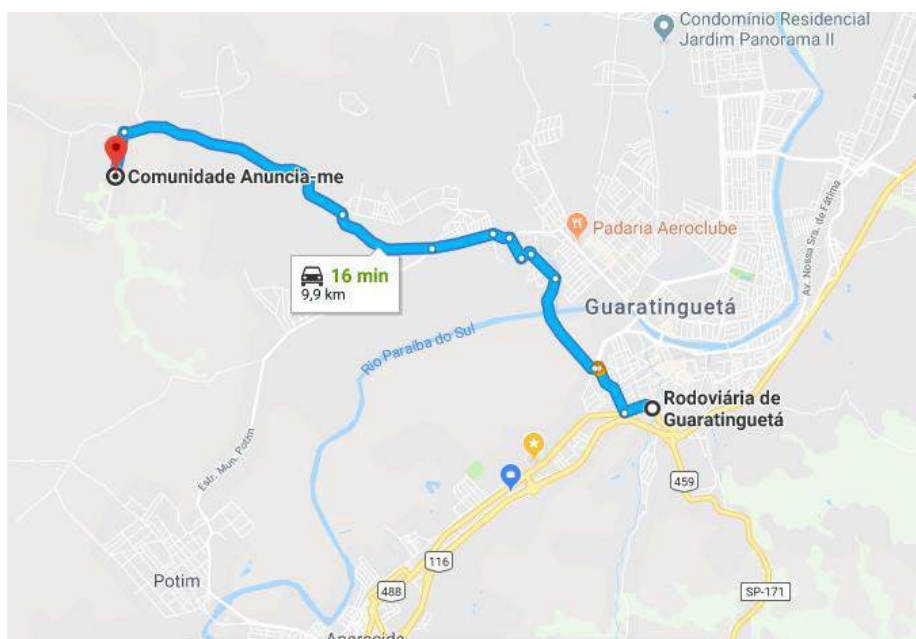 Condomínio Residencial
Jardim Panorama II
Comunidade Anuncia-me
Padaria Aeroclube
Av. Nossa Sra. de Fátima
16 min
9,9 km
Guaratinguetá
Rio Paraíba do Sul
Rodoviária de
Guaratinguetá
Estr. Mun. Potim
459
116
Potim
488
SP-171